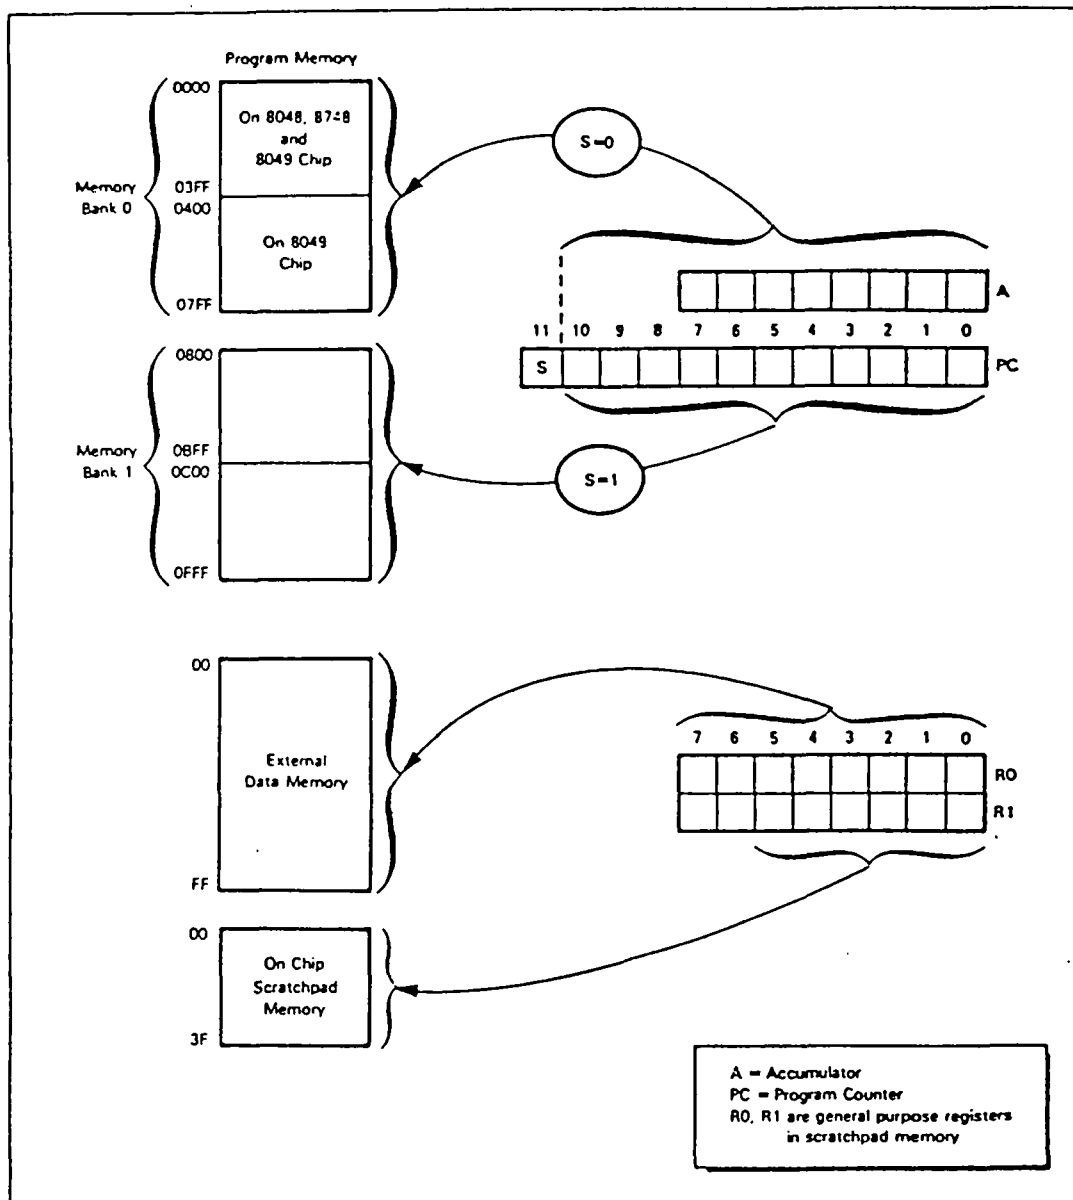 Program Memory
0000
On 8048, 8748
and
8049 Chip
S=0
Memory
Bank 0
03FF
0400
On 8049
Chip
07FF
A
11 10 9 8 7 6 5 4 3 2 1 0
S
PC
0800
Memory
Bank 1
0BFF
0C00
S=1
0FFF
00
External
Data Memory
FF
7 6 5 4 3 2 1 0
R0
R1
00
On Chip
Scratchpad
Memory
3F
A = Accumulator
PC = Program Counter
R0, R1 are general purpose registers
in scratchpad memory